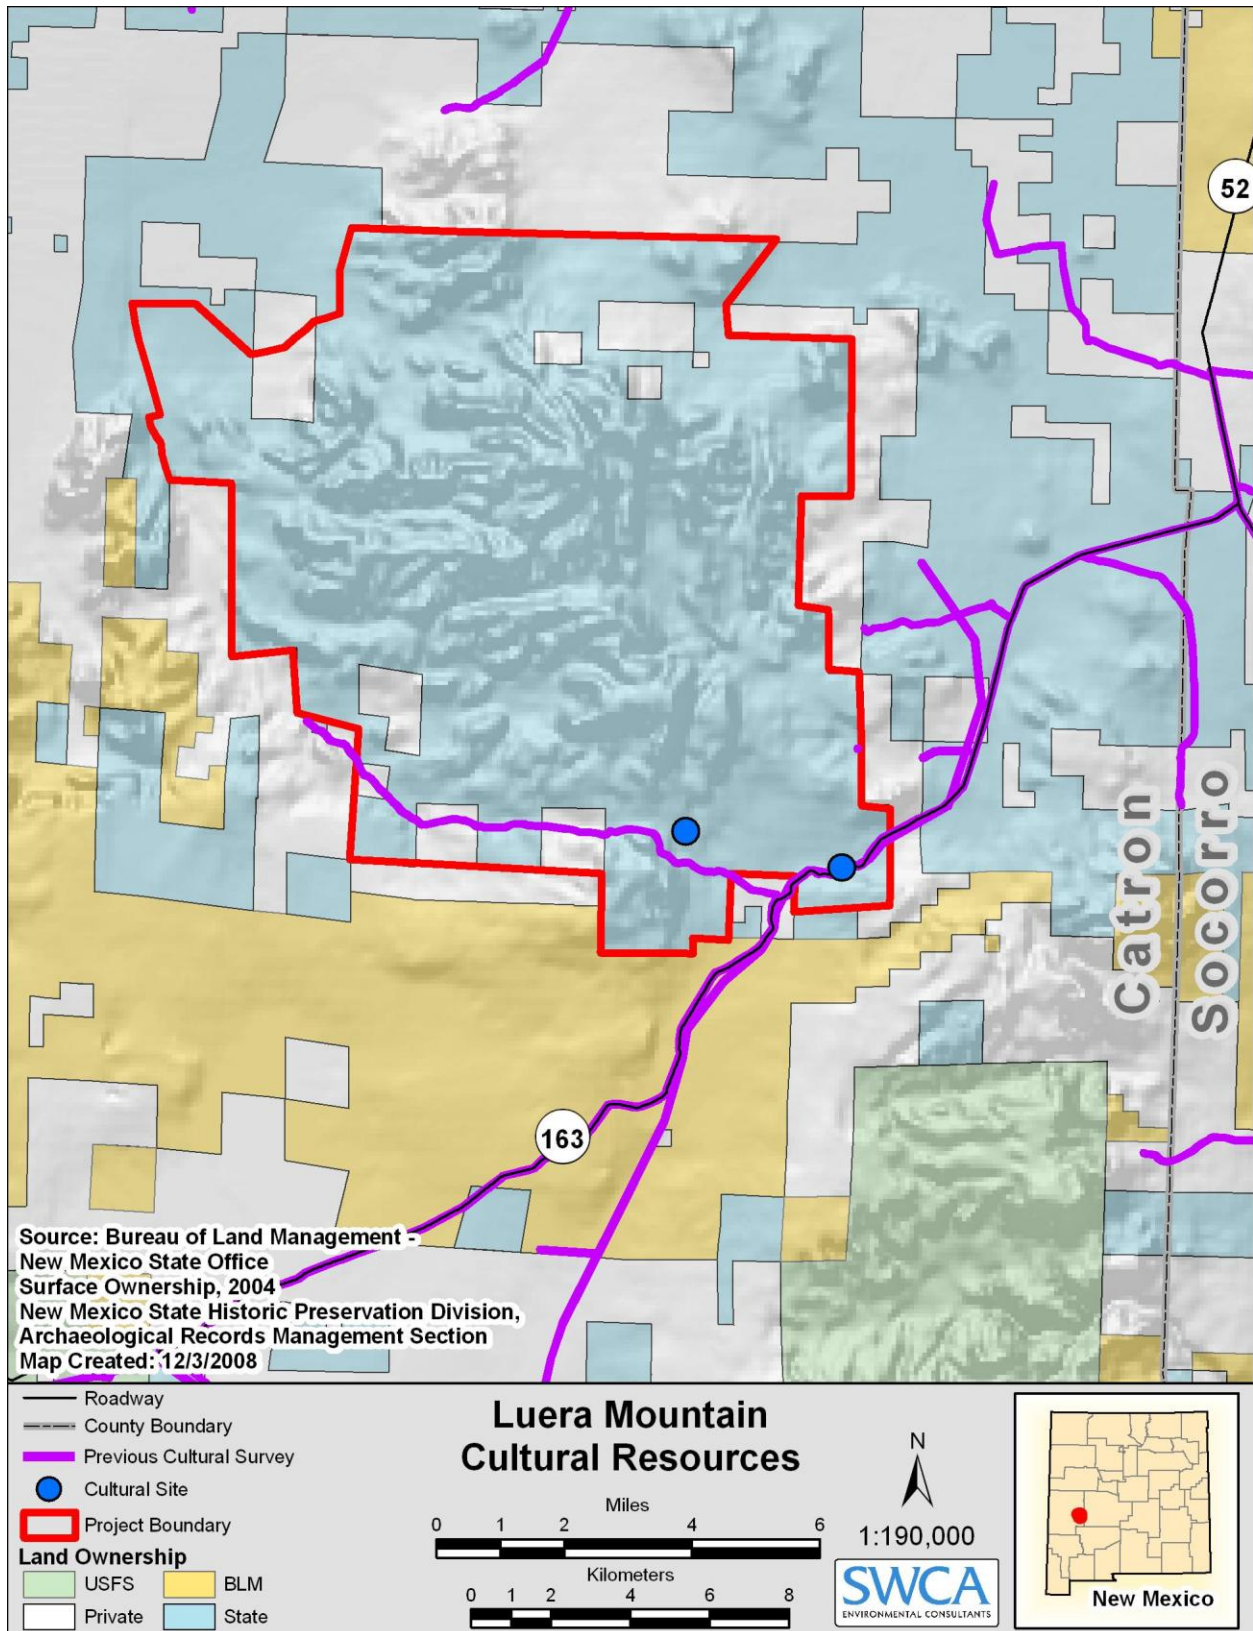 52
Catron
Socorro
163
Source: Bureau of Land Management -
New Mexico State Office
Surface Ownership, 2004
New Mexico State Historic Preservation Division,
Archaeological Records Management Section
Map Created: 12/3/2008
Roadway
County Boundary
Previous Cultural Survey
Cultural Site
Project Boundary
Land Ownership
USFS
BLM
Private
State
Luera Mountain
Cultural Resources
Miles
0 1 2 4 6
Kilometers
0 1 2 4 6 8
N
1:190,000
SWCA
ENVIRONMENTAL CONSULTANTS
New Mexico